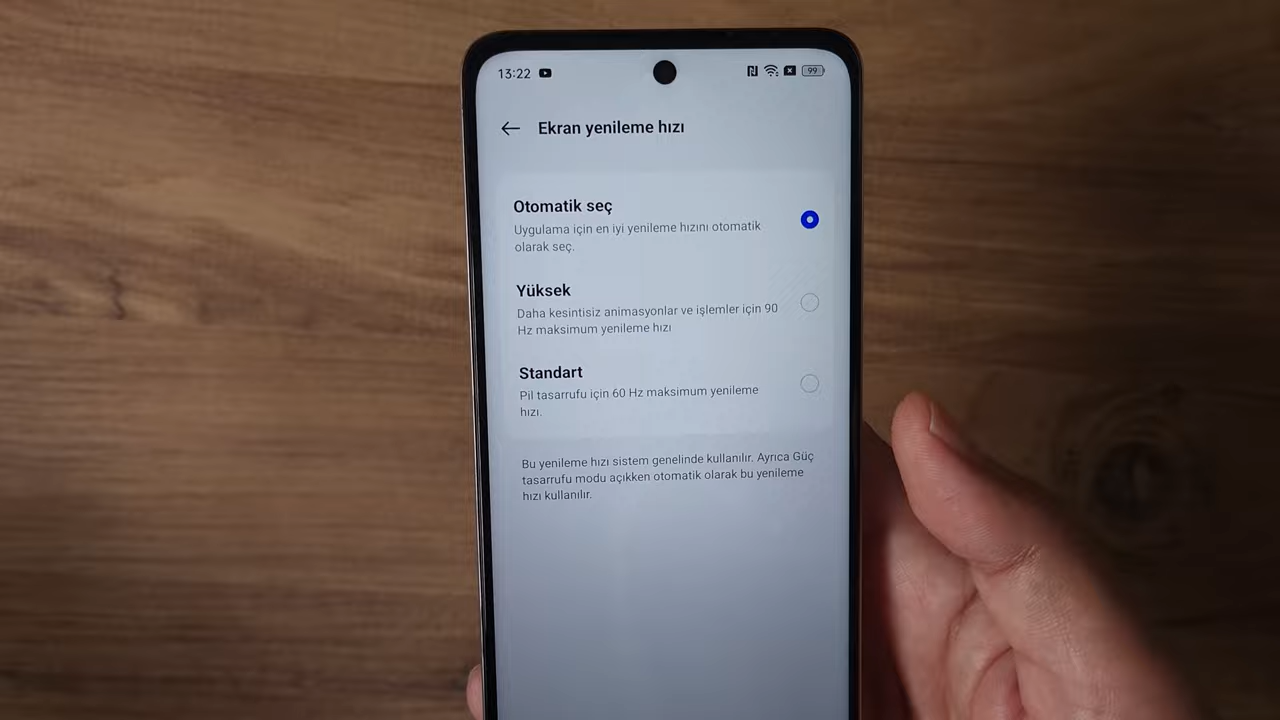 13:22
99
Ekran yenileme hızı
Otomatik seç
Uygulama için en iyi yenileme hızını otomatik
olarak seç.
Yüksek
Daha kesintisiz animasyonlar ve işlemler için 90
Hz maksimum yenileme hızı
Standart
Pil tasarrufu için 60 Hz maksimum yenileme
hızı.
Bu yenileme hızı sistem genelinde kullanılır. Ayrıca Güç
tasarrufu modu açıkken otomatik olarak bu yenileme
hızı kullanılır.